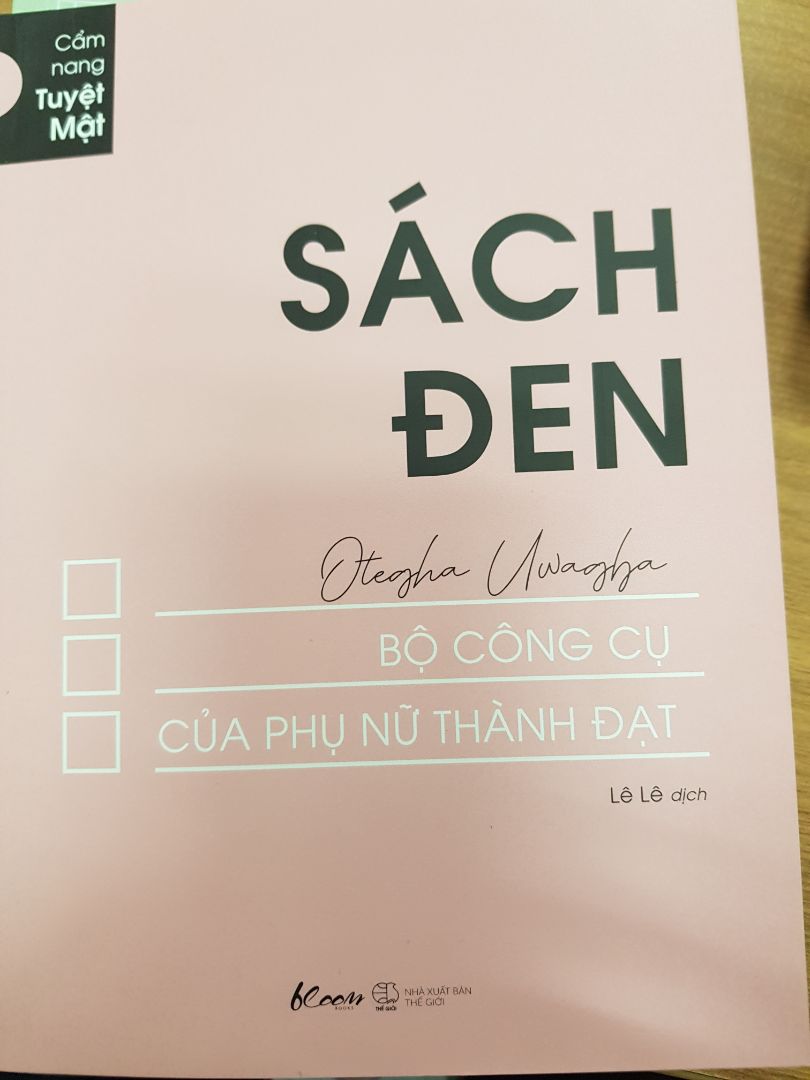 Cẩm
nang
Tuyệt
Mật
SÁCH
ĐEN
Otegha Uwagba
BỘ CÔNG CỤ
CỦA PHỤ NỮ THÀNH ĐẠT
Lê Lê dịch
bloom
BOOKS
THẾ GIỚI
NHÀ XUẤT BẢN
THẾ GIỚI